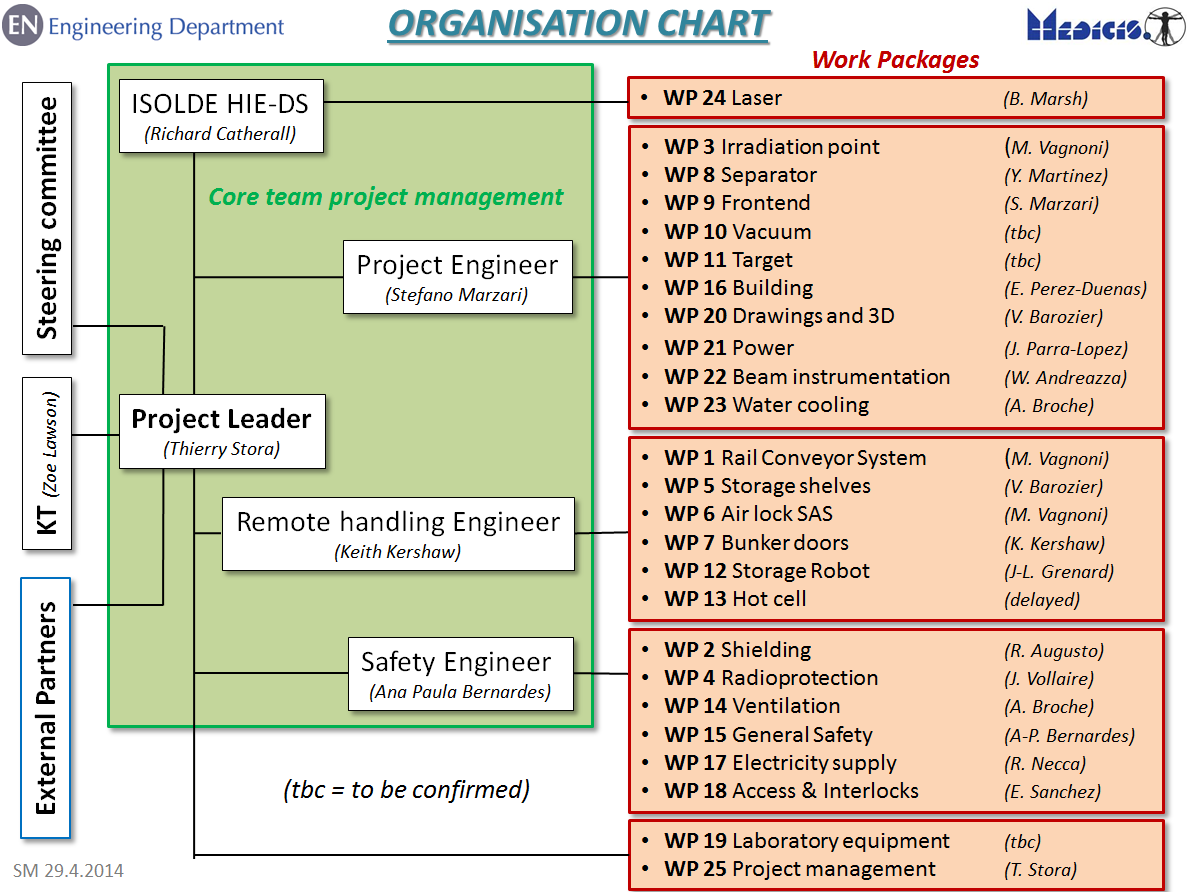 EN Engineering Department
ORGANISATION CHART
MEDICIS.
Work Packages
Steering committee
KT (Zoe Lawson)
External Partners
ISOLDE HIE-DS
(Richard Catherall)
Core team project management
Project Engineer
(Stefano Marzari)
Project Leader
(Thierry Stora)
Remote handling Engineer
(Keith Kershaw)
Safety Engineer
(Ana Paula Bernardes)
(tbc = to be confirmed)
• WP 24 Laser (B. Marsh)
• WP 3 Irradiation point (M. Vagnoni)
• WP 8 Separator (Y. Martinez)
• WP 9 Frontend (S. Marzari)
• WP 10 Vacuum (tbc)
• WP 11 Target (tbc)
• WP 16 Building (E. Perez-Duenas)
• WP 20 Drawings and 3D (V. Barozier)
• WP 21 Power (J. Parra-Lopez)
• WP 22 Beam instrumentation (W. Andreazza)
• WP 23 Water cooling (A. Broche)
• WP 1 Rail Conveyor System (M. Vagnoni)
• WP 5 Storage shelves (V. Barozier)
• WP 6 Air lock SAS (M. Vagnoni)
• WP 7 Bunker doors (K. Kershaw)
• WP 12 Storage Robot (J-L. Grenard)
• WP 13 Hot cell (delayed)
• WP 2 Shielding (R. Augusto)
• WP 4 Radioprotection (J. Vollaire)
• WP 14 Ventilation (A. Broche)
• WP 15 General Safety (A-P. Bernardes)
• WP 17 Electricity supply (R. Necca)
• WP 18 Access & Interlocks (E. Sanchez)
• WP 19 Laboratory equipment (tbc)
• WP 25 Project management (T. Stora)
SM 29.4.2014